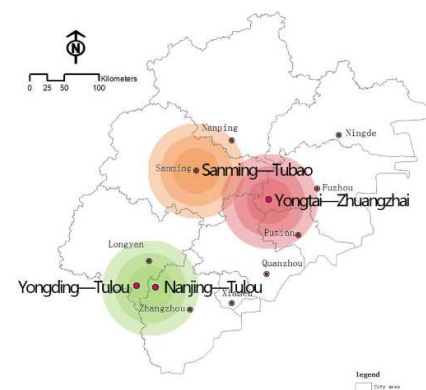 N
Kilometers
0 25 50 100
Nanping
Ningde
Sanming
Sanming—Tubao
Fuzhou
Yongtai—Zhuangzhai
Putian
Longyan
Quanzhou
Yongding—Tulou
Nanjing—Tulou
Xiamen
Zhangzhou
legend
City area